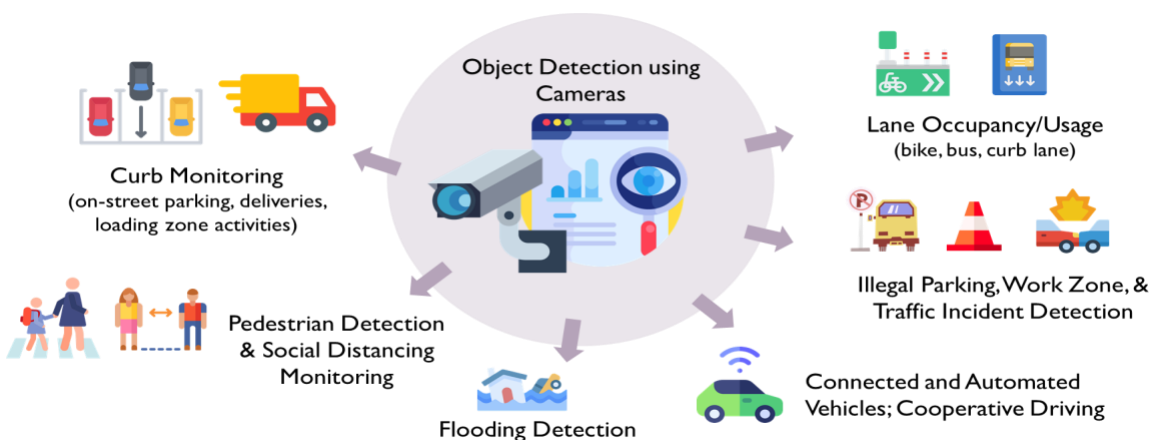 Object Detection using
Cameras
Curb Monitoring
(on-street parking, deliveries,
loading zone activities)
Pedestrian Detection
& Social Distancing
Monitoring
Flooding Detection
Connected and Automated
Vehicles; Cooperative Driving
P
Illegal Parking, Work Zone, &
Traffic Incident Detection
Lane Occupancy/Usage
(bike, bus, curb lane)